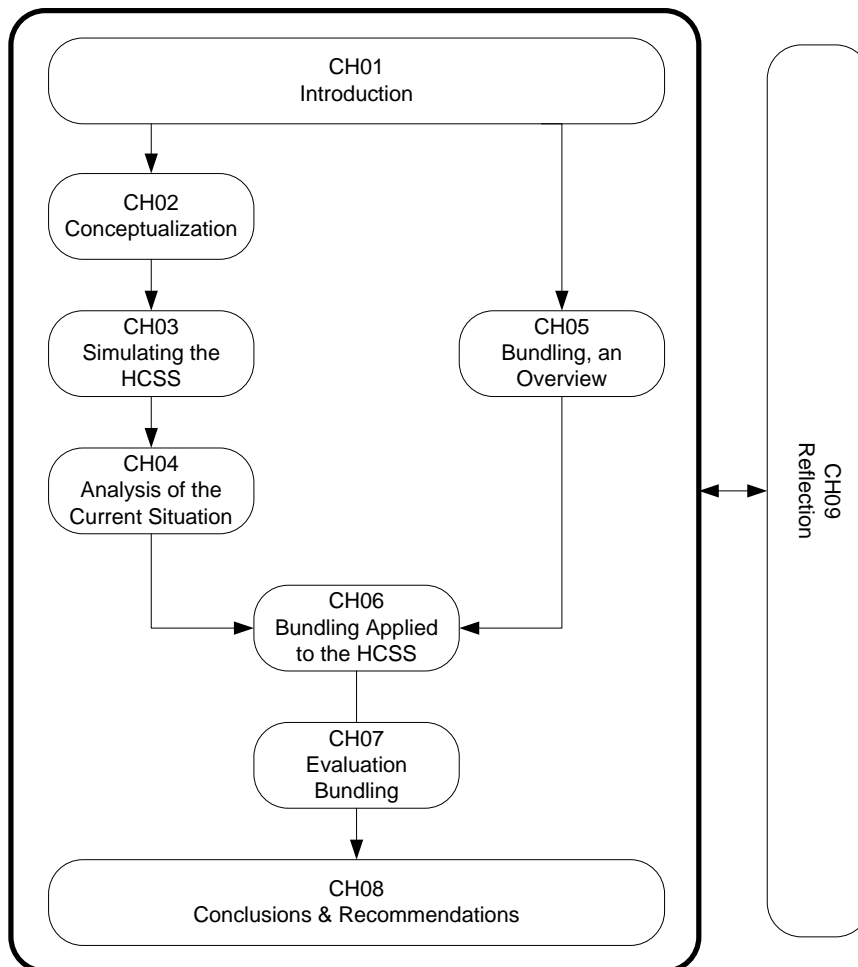 CH01
Introduction
CH02
Conceptualization
CH03
Simulating the
HCSS
CH04
Analysis of the
Current Situation
CH05
Bundling, an
Overview
CH06
Bundling Applied
to the HCSS
CH07
Evaluation
Bundling
CH08
Conclusions & Recommendations
CH09
Reflection